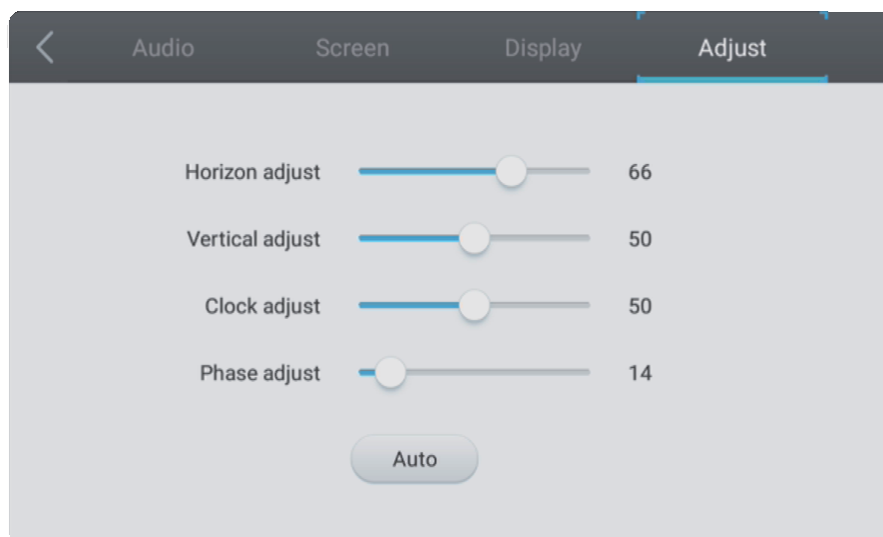 Audio Screen Display Adjust
Horizon adjust 66
Vertical adjust 50
Clock adjust 50
Phase adjust 14
Auto